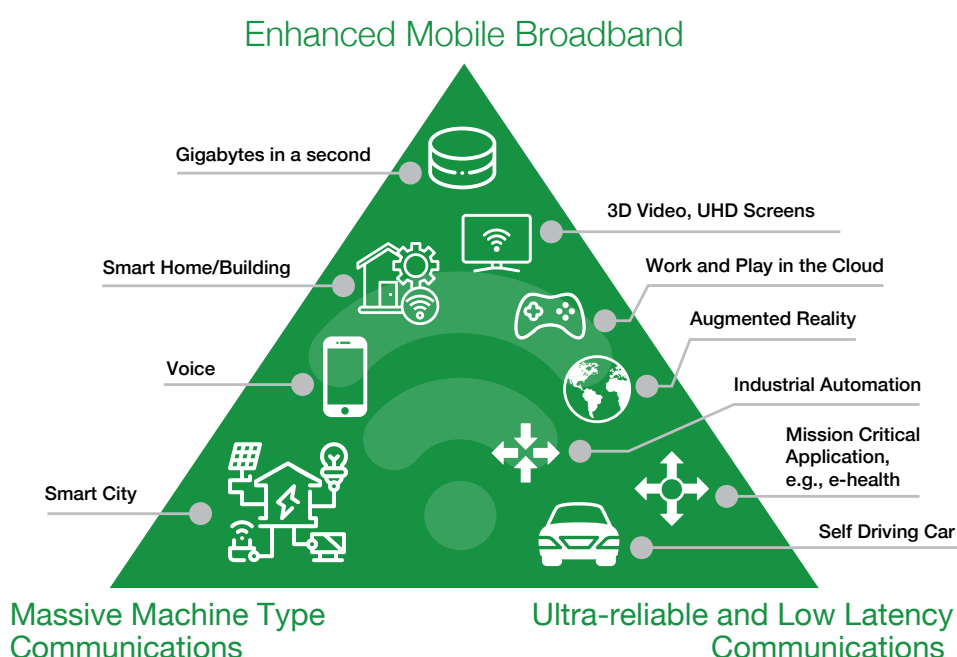 Enhanced Mobile Broadband
Gigabytes in a second
3D Video, UHD Screens
Smart Home/Building
Work and Play in the Cloud
Augmented Reality
Voice
Industrial Automation
Mission Critical
Application,
e.g., e-health
Smart City
Self Driving Car
Massive Machine Type
Communications
Ultra-reliable and Low Latency
Communications